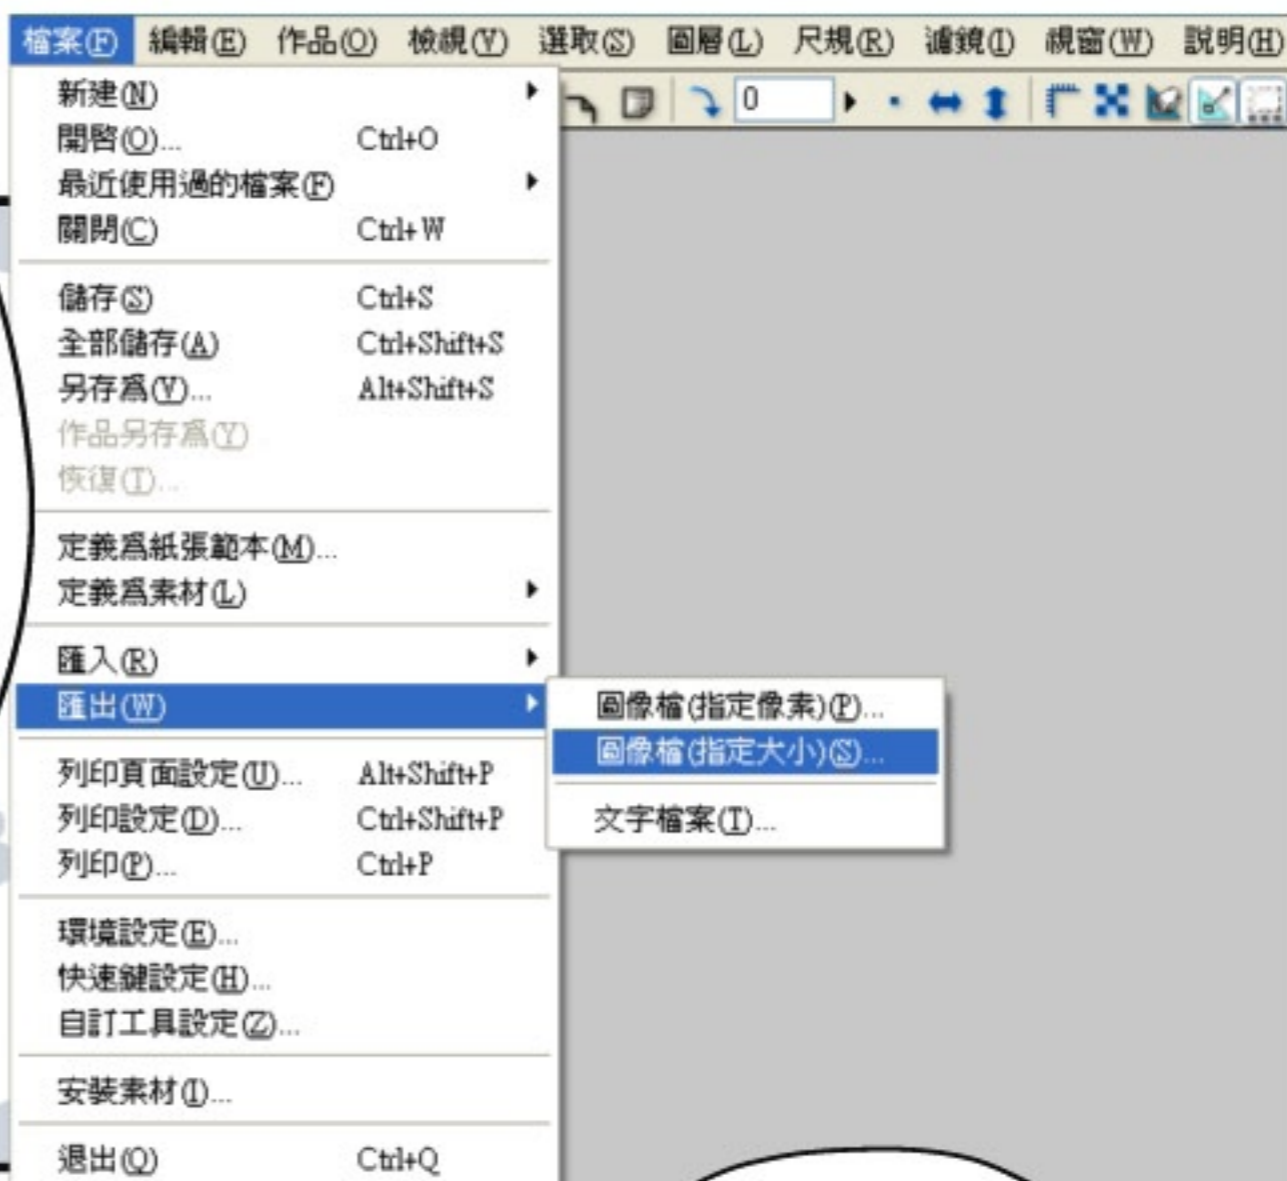 檔案(F) 編輯(E) 作品(O) 檢視(V) 選取(S) 圖層(L) 尺規(R) 濾鏡(I) 視窗(W) 說明(H)
0
新建(N)
開啓(O)... Ctrl+O
最近使用過的檔案(F)
關閉(C) Ctrl+W
儲存(S) Ctrl+S
全部儲存(A) Ctrl+Shift+S
另存爲(V)... Alt+Shift+S
作品另存爲(Y)
恢復(T)...
定義爲紙張範本(M)...
定義爲素材(L)
匯入(R)
匯出(W)
圖像檔(指定像素)(P)...
圖像檔(指定大小)(S)...
文字檔案(T)...
列印頁面設定(U)... Alt+Shift+P
列印設定(D)... Ctrl+Shift+P
列印(P)... Ctrl+P
環境設定(E)...
快速鍵設定(H)...
自訂工具設定(Z)...
安裝素材(I)...
退出(Q) Ctrl+Q